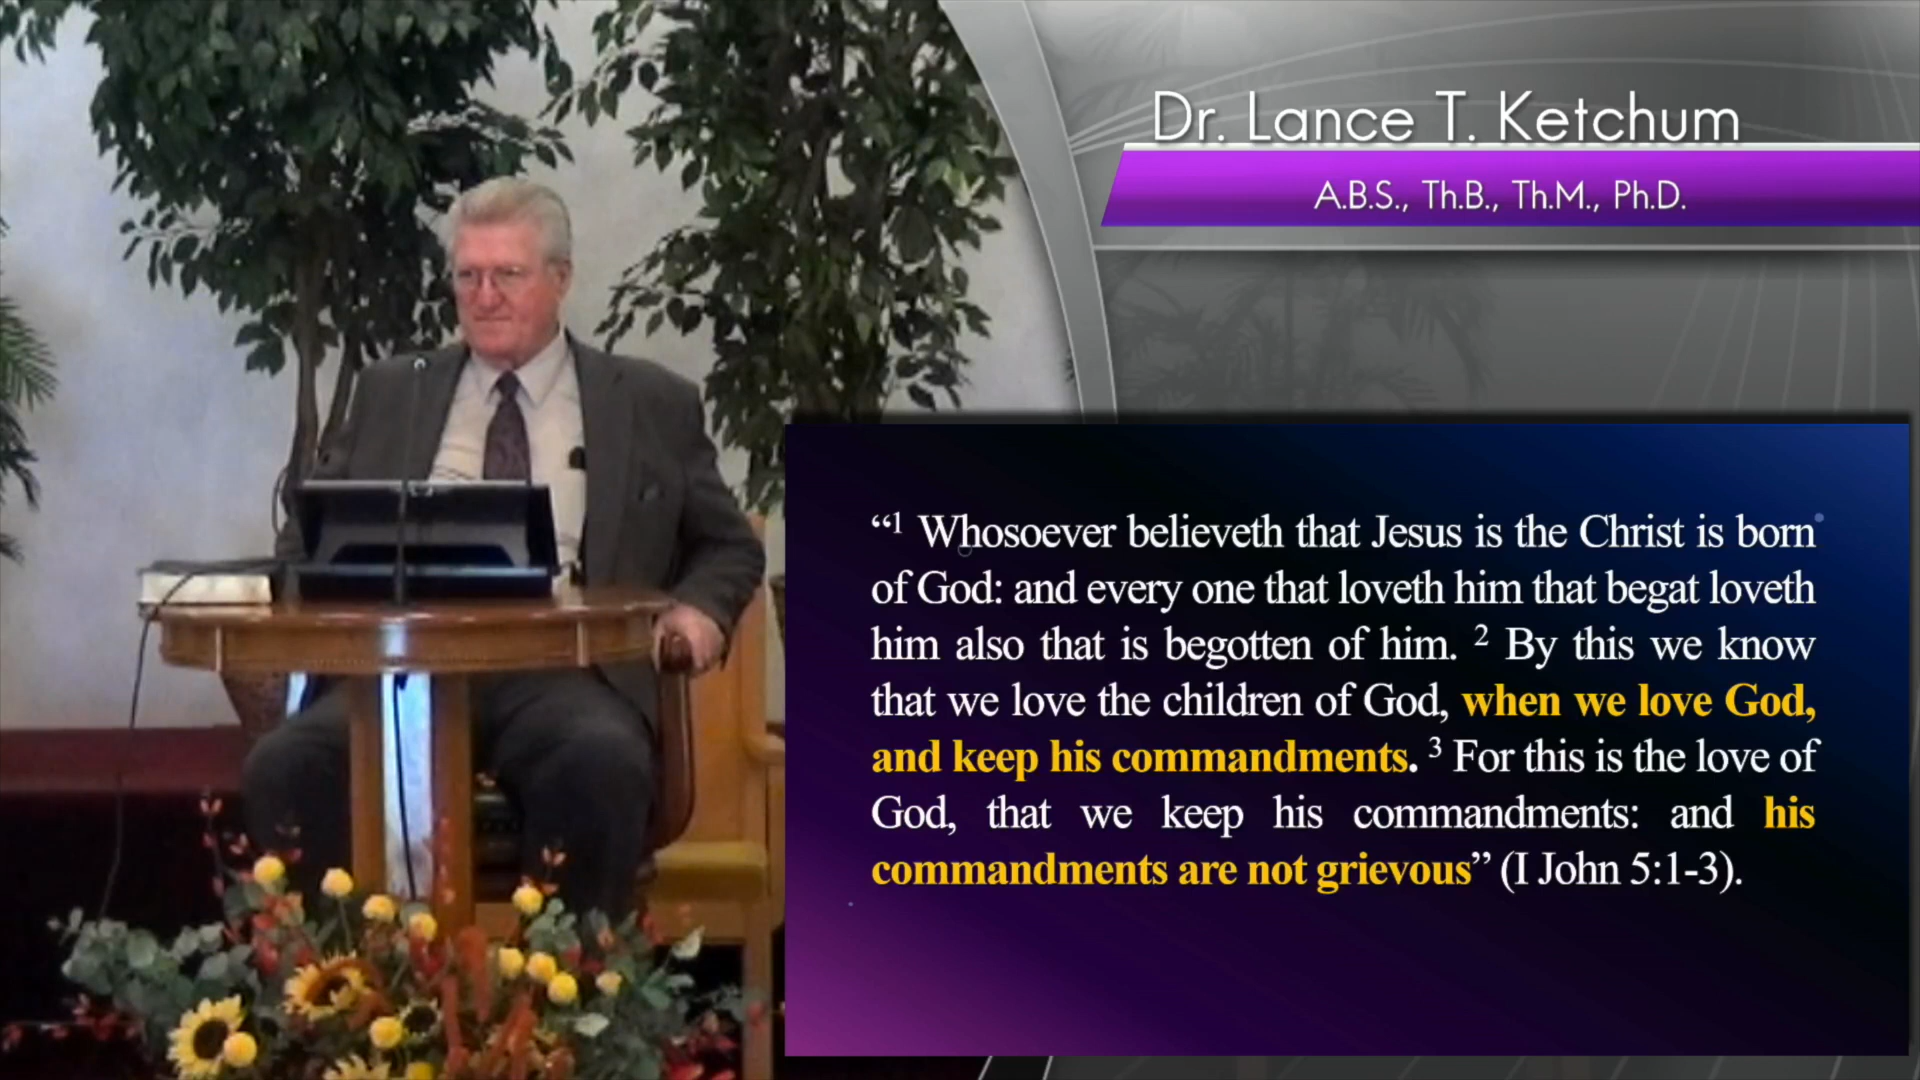 Dr. Lance T. Ketchum
A.B.S., Th.B., Th.M., Ph.D.
“1 Whosoever believeth that Jesus is the Christ is born
of God: and every one that loveth him that begat loveth
him also that is begotten of him. 2 By this we know
that we love the children of God, when we love God,
and keep his commandments. 3 For this is the love of
God, that we keep his commandments: and his
commandments are not grievous” (I John 5:1-3).